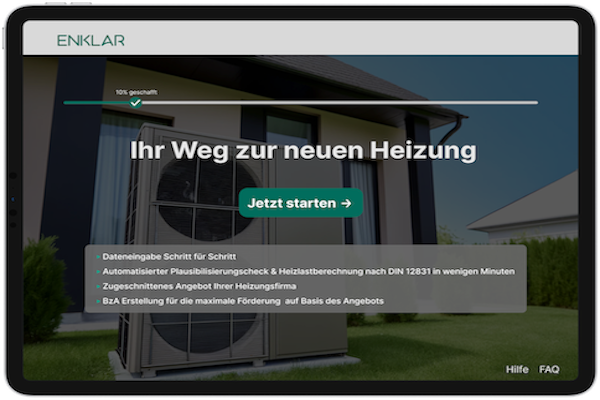 ENKLAR
10% geschafft
Ihr Weg zur neuen Heizung
Jetzt starten →
Dateneingabe Schritt für Schritt
Automatisierter Plausibilisierungscheck & Heizlastberechnung nach DIN 12831 in wenigen Minuten
Zugeschnittenes Angebot Ihrer Heizungsfirma
BzA Erstellung für die maximale Förderung auf Basis des Angebots
Hilfe FAQ